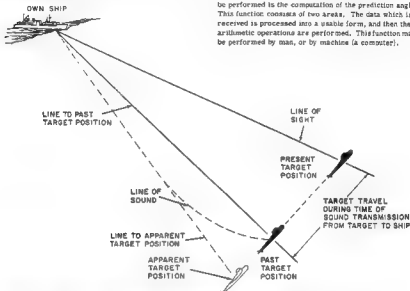 OWN SHIP
be performed is the computation of the prediction angl
This function consists of two areas. The data which is
received is processed into a usable form, and then the
arithmetic operations are performed. This function ma
be performed by man, or by machine (a computer).
LINE OF
SIGHT
LINE TO PAST
TARGET POSITION
PRESENT
TARGET
POSITION
LINE OF
SOUND
TARGET TRAVEL
DURING TIME OF
SOUND TRANSMISSION
FROM TARGET TO SHIP
LINE TO APPARENT
TARGET POSITION
APPARENT
TARGET
POSITION
PAST
TARGET
POSITION